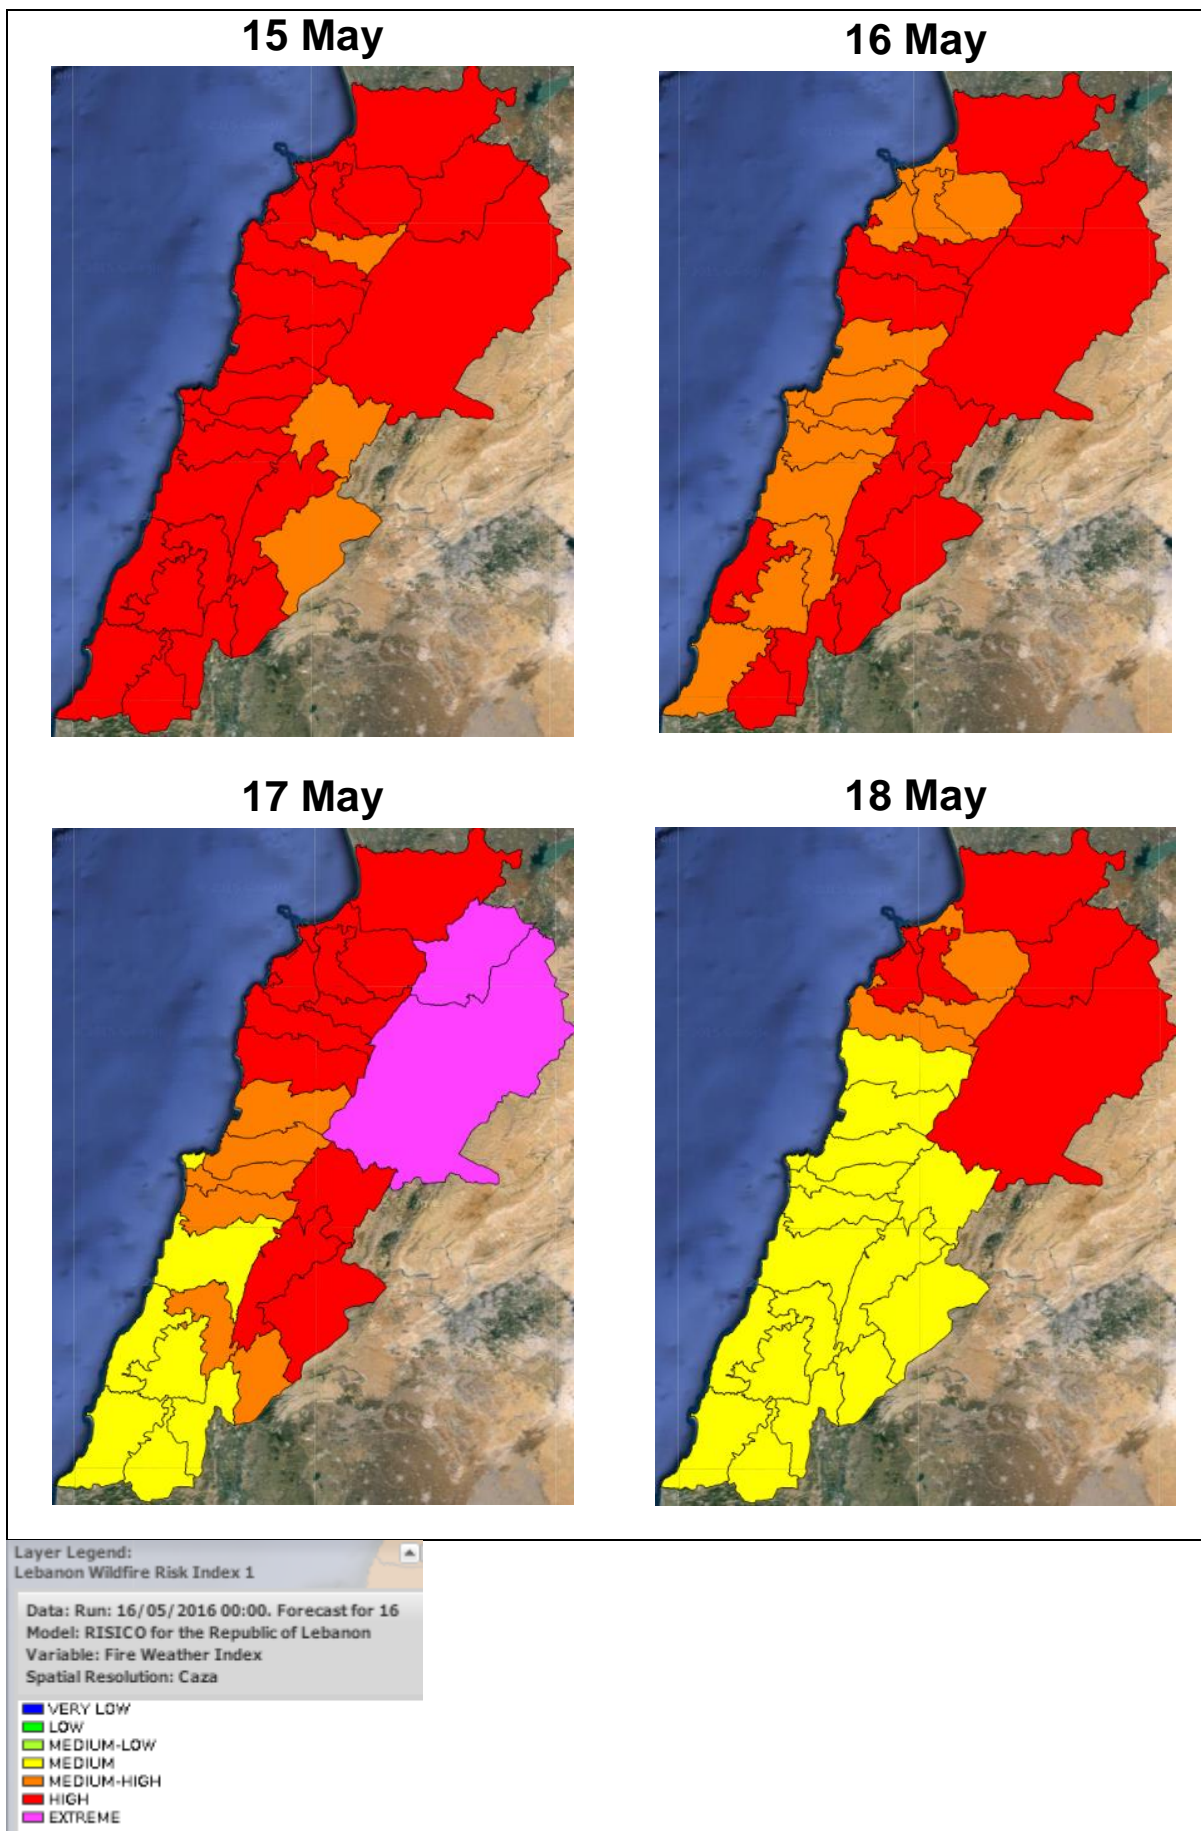 15 May
16 May
17 May
18 May
Layer Legend:
Lebanon Wildfire Risk Index 1
Data: Run: 16/05/2016 00:00. Forecast for 16
Model: RISICO for the Republic of Lebanon
Variable: Fire Weather Index
Spatial Resolution: Caza
VERY LOW
LOW
MEDIUM-LOW
MEDIUM
MEDIUM-HIGH
HIGH
EXTREME